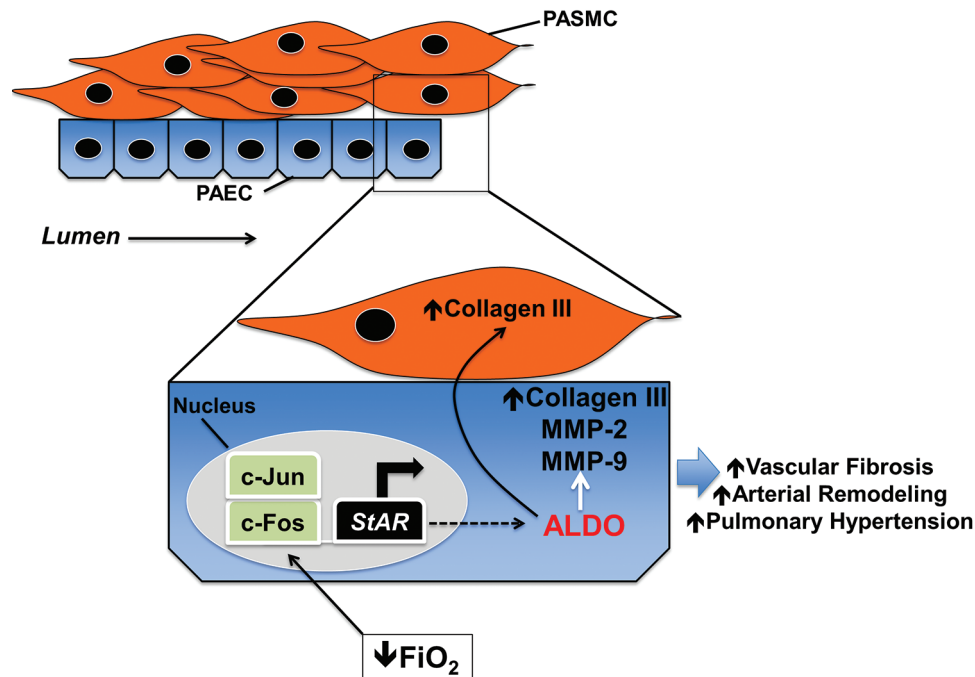 PASMC
PAEC
Lumen
↑Collagen III
Nucleus
↑Collagen III
MMP-2
MMP-9
c-Jun
c-Fos
StAR
ALDO
↑Vascular Fibrosis
↑Arterial Remodeling
↑Pulmonary Hypertension
↓FiO₂